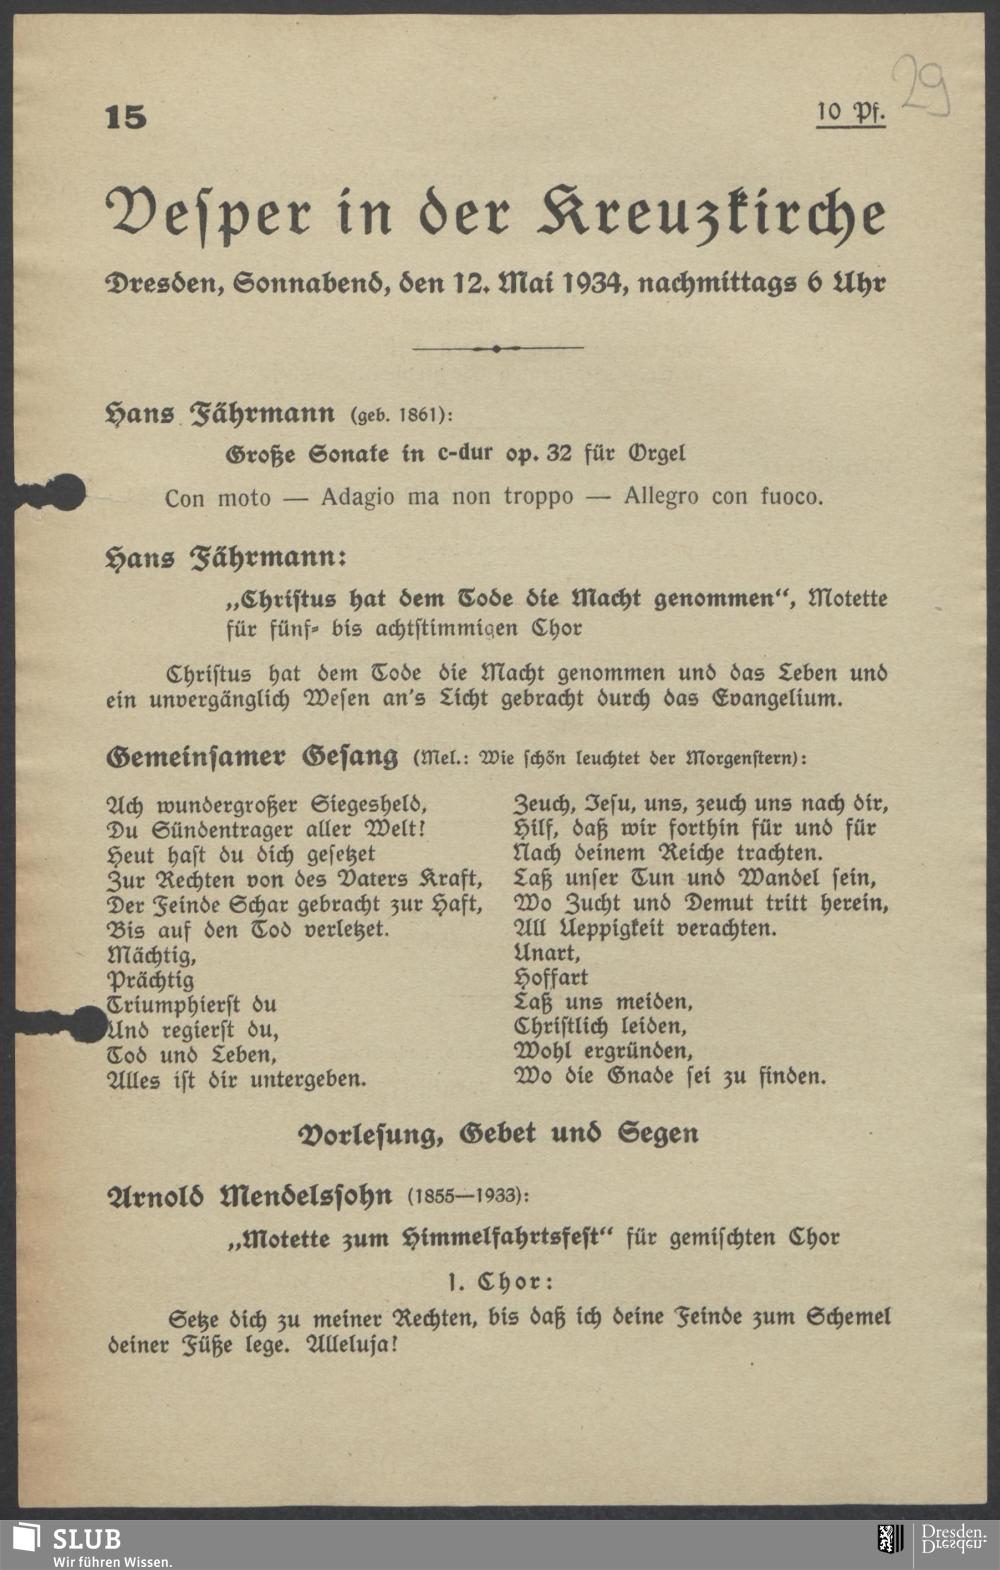 29
15
10 Pf.
Vesper in der Kreuzkirche
Dresden, Sonnabend, den 12. Mai 1934, nachmittags 6 Uhr
Hans Fährmann (geb. 1861):
Große Sonate in c-dur op. 32 für Orgel
Con moto — Adagio ma non troppo — Allegro con fuoco.
Hans Fährmann:
„Christus hat dem Tode die Macht genommen“, Motette
für fünf- bis achtstimmigen Chor
Christus hat dem Tode die Macht genommen und das Leben und
ein unvergänglich Wesen an's Licht gebracht durch das Evangelium.
Gemeinsamer Gesang (Mel.: Wie schön leuchtet der Morgenstern):
Ach wundergroßer Siegesheld,
Du Sündentrager aller Welt!
Heut hast du dich gesetzet
Zur Rechten von des Vaters Kraft,
Der Feinde Schar gebracht zur Haft,
Bis auf den Tod verletzet.
Mächtig,
Prächtig
Triumphierst du
Und regierst du,
Tod und Leben,
Alles ist dir untergeben.
Zeuch, Jesu, uns, zeuch uns nach dir,
Hilf, daß wir forthin für und für
Nach deinem Reiche trachten.
Laß unser Tun und Wandel sein,
Wo Zucht und Demut tritt herein,
All Ueppigkeit verachten.
Unart,
Hoffart
Laß uns meiden,
Christlich leiden,
Wohl ergründen,
Wo die Gnade sei zu finden.
Vorlesung, Gebet und Segen
Arnold Mendelssohn (1855—1933):
„Motette zum Himmelfahrtsfest“ für gemischten Chor
1. Chor:
Setze dich zu meiner Rechten, bis daß ich deine Feinde zum Schemel
deiner Füße lege. Alleluja!
SLUB
Wir führen Wissen.
Dresden.
Dresden.